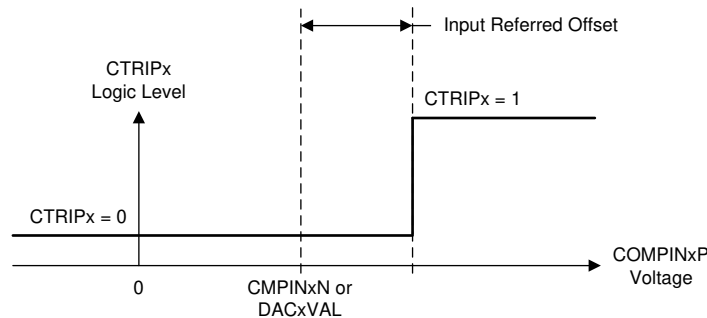 Input Referred Offset
CTRIPx
Logic Level
CTRIPx = 1
CTRIPx = 0
COMPINxP
Voltage
0
CMPINxN or
DACxVAL